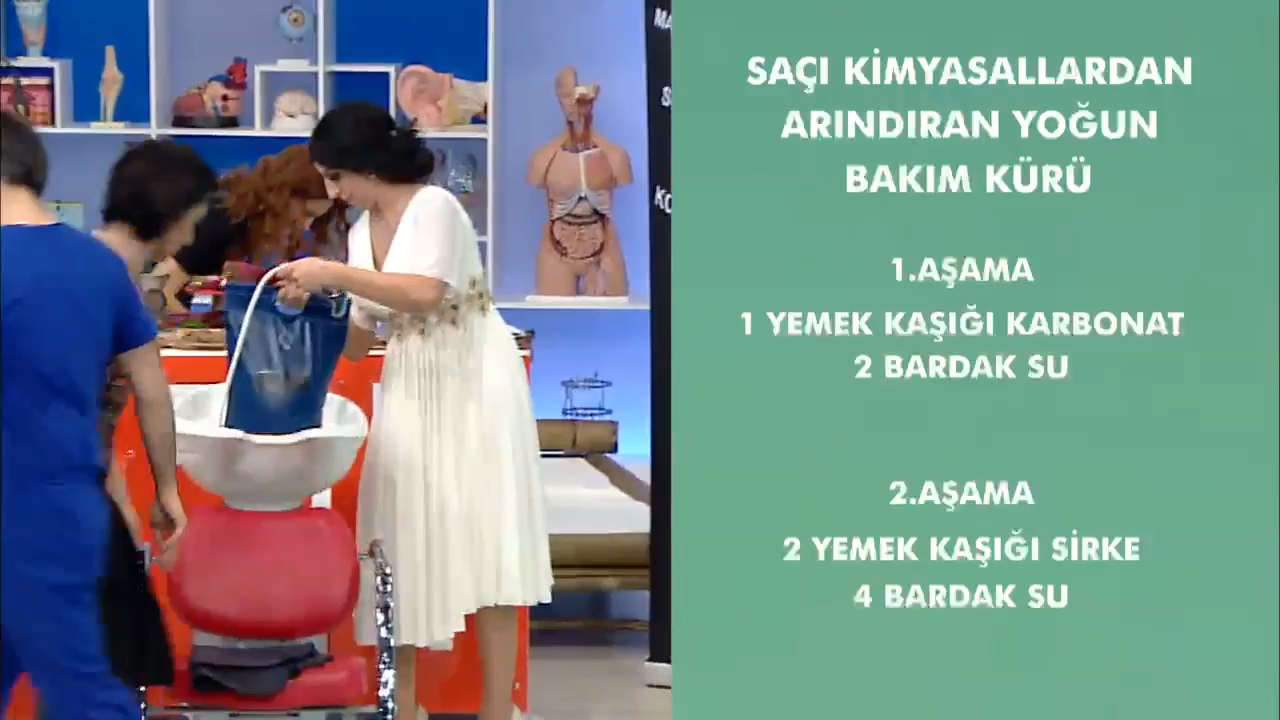 SAÇI KİMYASALLARDAN
ARINDIRAN YOĞUN
BAKIM KÜRÜ
1.AŞAMA
1 YEMEK KAŞIĞI KARBONAT
2 BARDAK SU
2.AŞAMA
2 YEMEK KAŞIĞI SİRKE
4 BARDAK SU